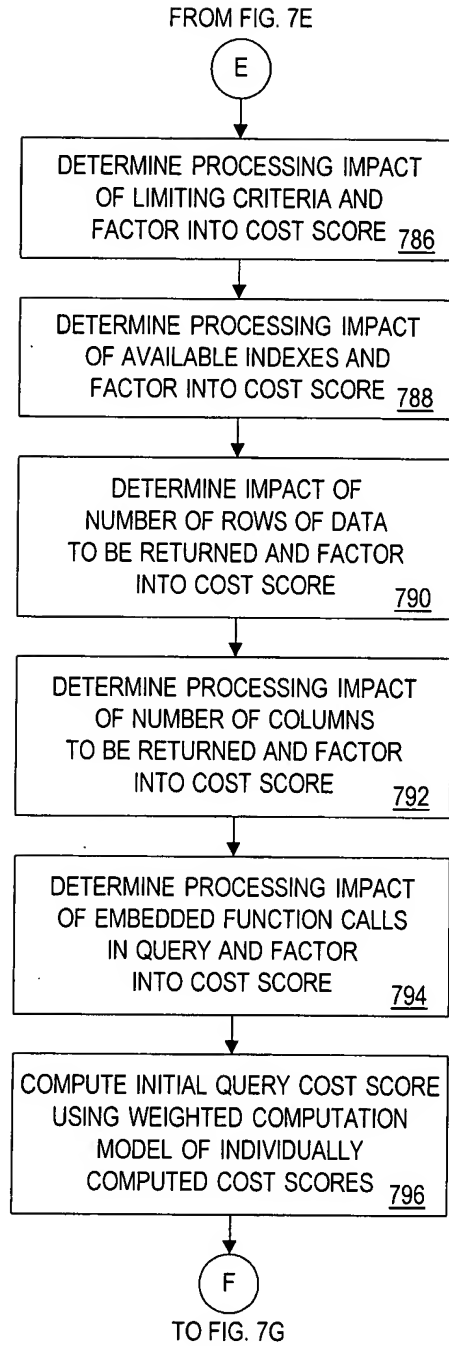 FROM FIG. 7E
E
DETERMINE PROCESSING IMPACT
OF LIMITING CRITERIA AND
FACTOR INTO COST SCORE 786
DETERMINE PROCESSING IMPACT
OF AVAILABLE INDEXES AND
FACTOR INTO COST SCORE 788
DETERMINE IMPACT OF
NUMBER OF ROWS OF DATA
TO BE RETURNED AND FACTOR
INTO COST SCORE 790
DETERMINE PROCESSING IMPACT
OF NUMBER OF COLUMNS
TO BE RETURNED AND FACTOR
INTO COST SCORE 792
DETERMINE PROCESSING IMPACT
OF EMBEDDED FUNCTION CALLS
IN QUERY AND FACTOR
INTO COST SCORE 794
COMPUTE INITIAL QUERY COST SCORE
USING WEIGHTED COMPUTATION
MODEL OF INDIVIDUALLY
COMPUTED COST SCORES 796
F
TO FIG. 7G